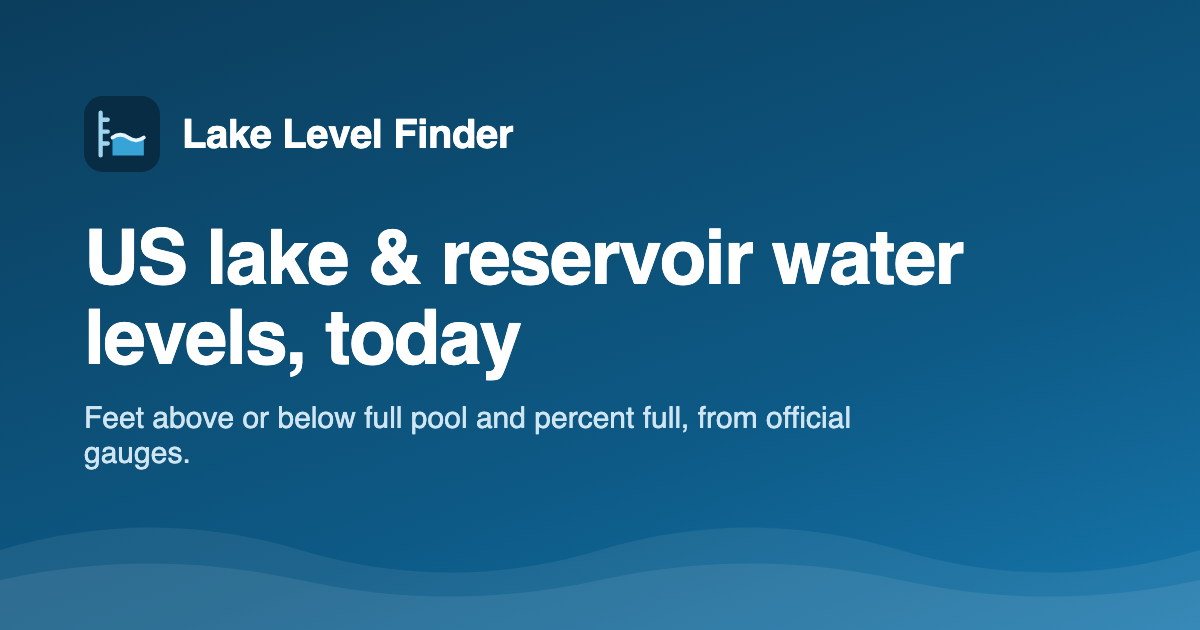 Lake Level Finder
US lake & reservoir water
levels, today
Feet above or below full pool and percent full, from official
gauges.